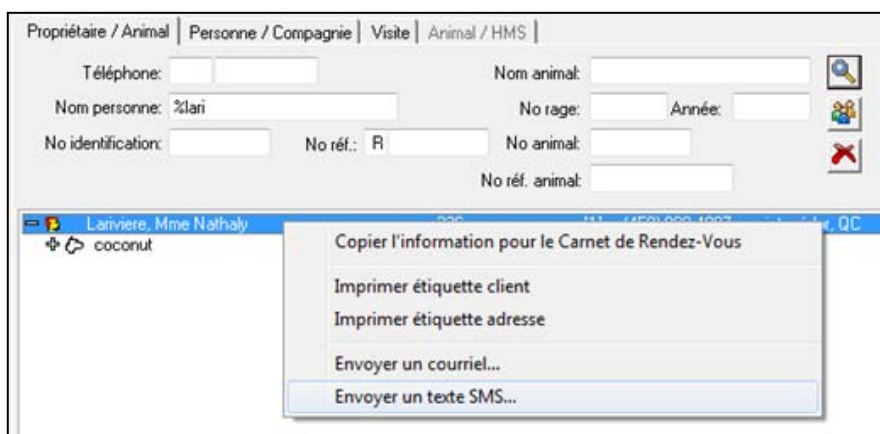 Propriétaire / Animal Personne / Compagnie Visite Animal / HMS
Téléphone: Nom animal:
Nom personne: %lari No rage: Année:
No identification: No réf.: R No animal:
No réf. animal:
Lariviere, Mme Nathaly QC
coconut
Copier l'information pour le Carnet de Rendez-Vous
Imprimer étiquette client
Imprimer étiquette adresse
Envoyer un courriel...
Envoyer un texte SMS...